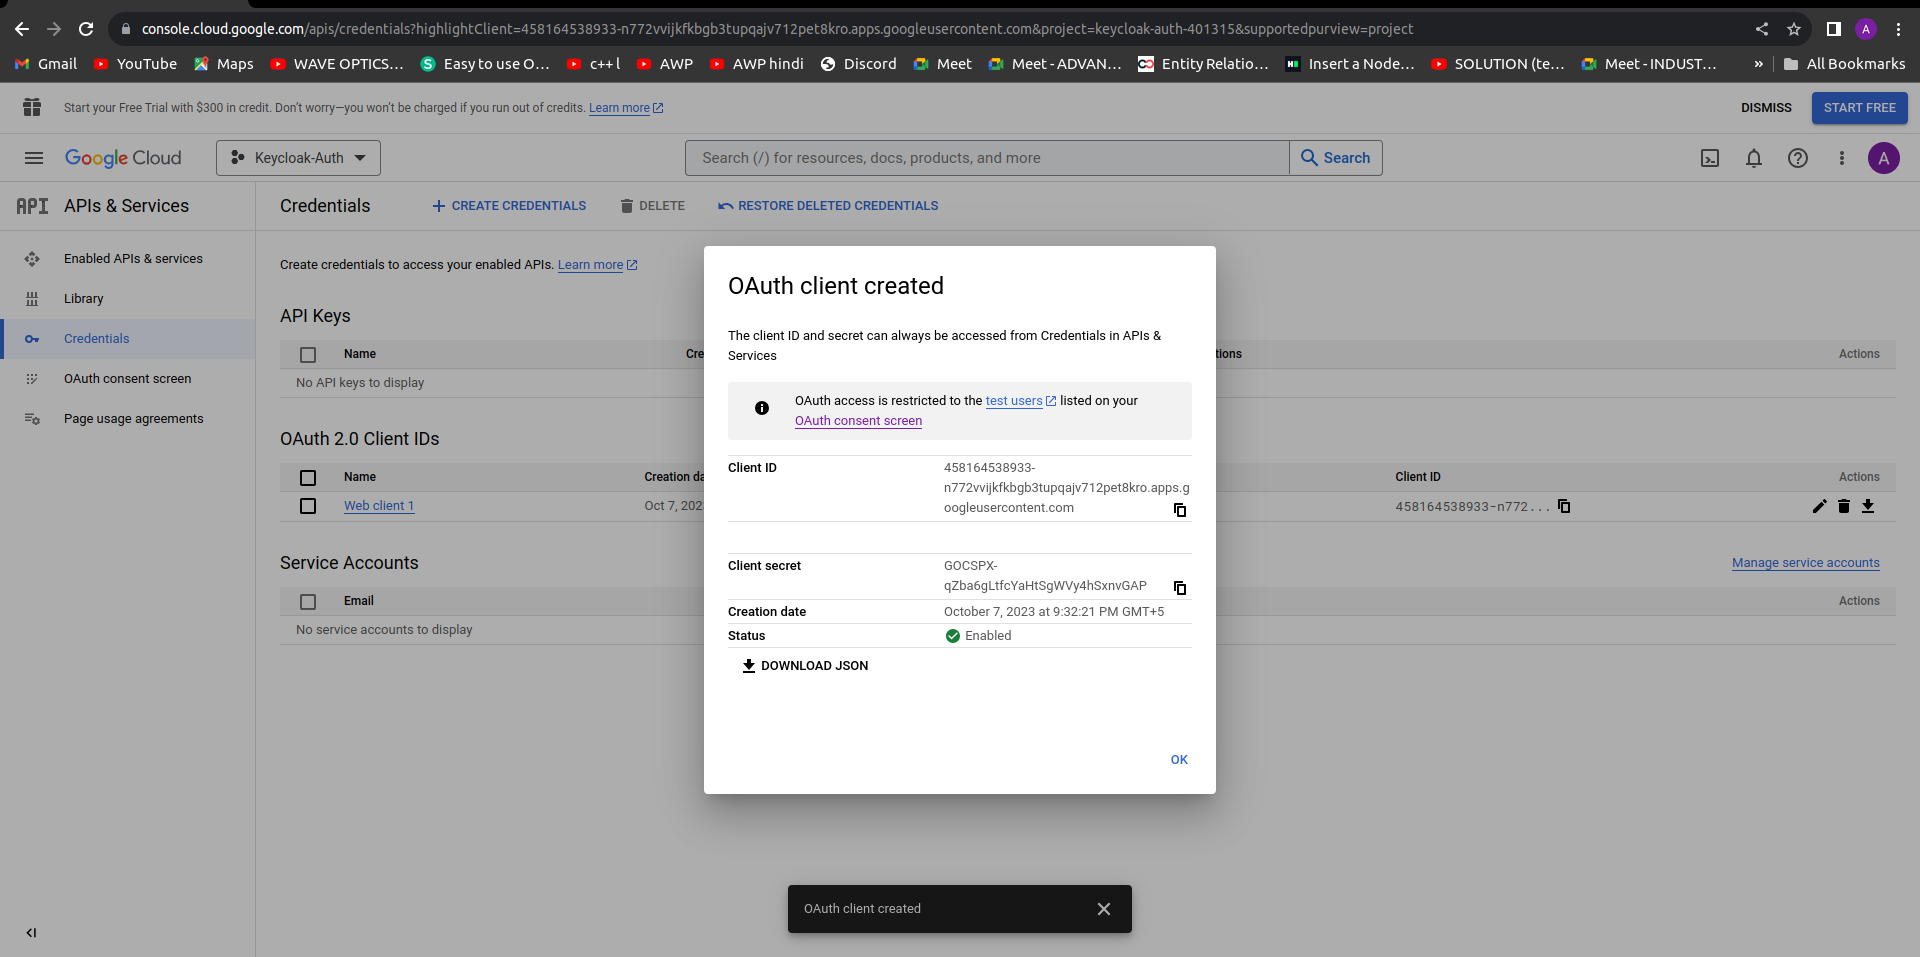 console.cloud.google.com/apis/credentials?highlightClient=458164538933-n772vvijkfkbgb3tupqajv712pet8kro.apps.googleusercontent.com&project=keycloak-auth-401315&supportedpurview=project
A
Gmail YouTube Maps WAVE OPTICS... Easy to use O... c++ l AWP AWP hindi Discord Meet Meet - ADVAN... Entity Relatio... Insert a Node... SOLUTION (te... Meet - INDUST... » All Bookmarks
Start your Free Trial with $300 in credit. Don't worry—you won't be charged if you run out of credits. Learn more
DISMISS START FREE
Google Cloud Keycloak-Auth Search (/) for resources, docs, products, and more Search A
API APIs & Services
Credentials CREATE CREDENTIALS DELETE RESTORE DELETED CREDENTIALS
Enabled APIs & services
Library
Credentials
OAuth consent screen
Page usage agreements
Create credentials to access your enabled APIs. Learn more
API Keys
Name Cre tions Actions
No API keys to display
OAuth 2.0 Client IDs
Name Creation da Client ID Actions
Web client 1 Oct 7, 202 458164538933-n772...
Service Accounts Manage service accounts
Email Actions
No service accounts to display
OAuth client created
The client ID and secret can always be accessed from Credentials in APIs &
Services
OAuth access is restricted to the test users listed on your
OAuth consent screen
Client ID 458164538933-
n772vvijkfkbgb3tupqajv712pet8kro.apps.g
oogleusercontent.com
Client secret GOCSPX-
qZba6gLtfcYaHtSgWVy4hSxnvGAP
Creation date October 7, 2023 at 9:32:21 PM GMT+5
Status Enabled
DOWNLOAD JSON
OK
OAuth client created